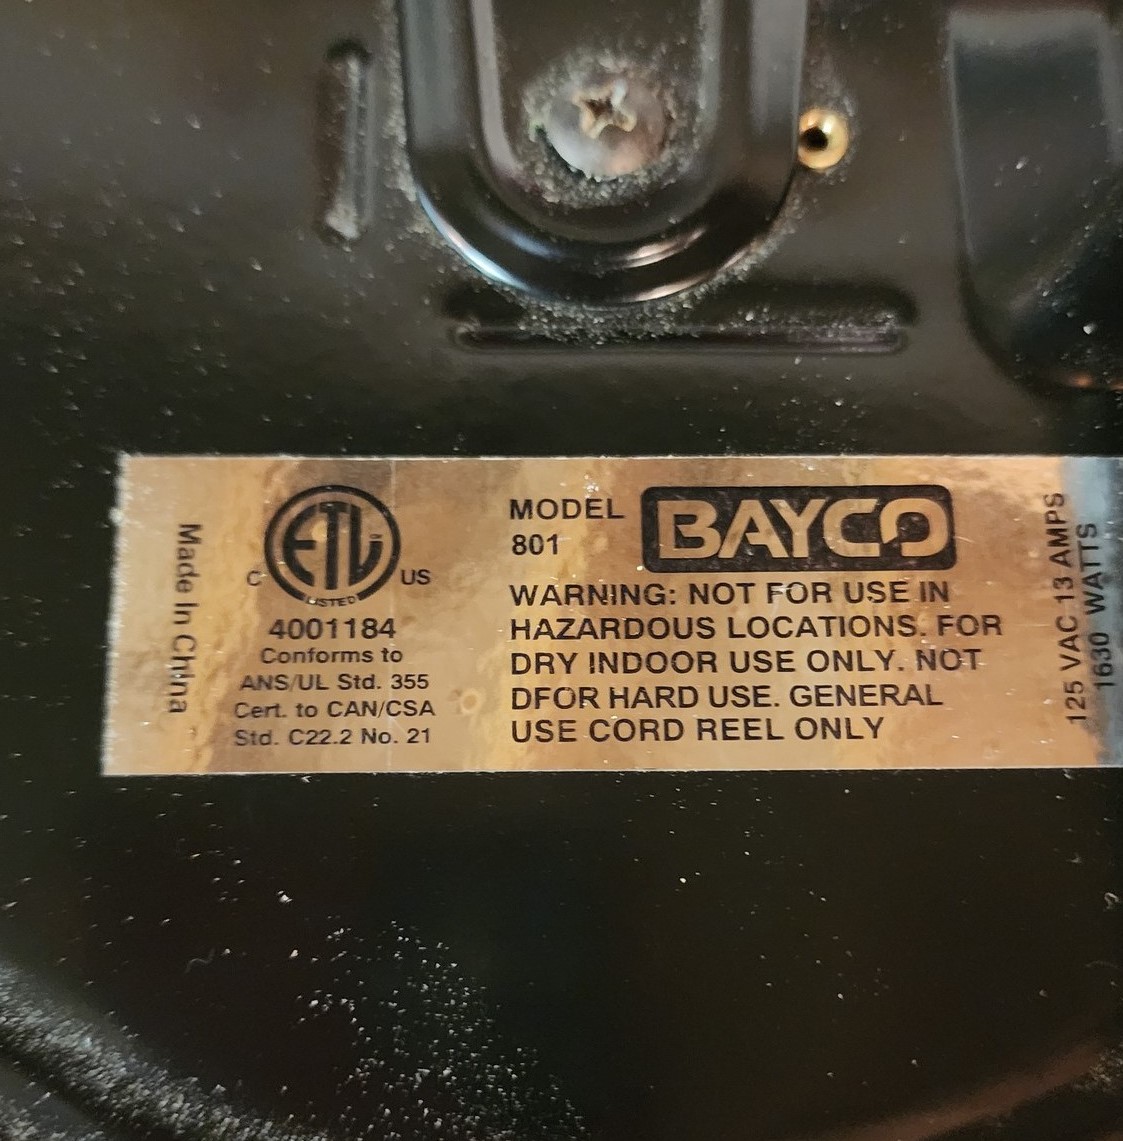 Made In China
ETL
C US
LISTED
4001184
Conforms to
ANS/UL Std. 355
Cert. to CAN/CSA
Std. C22.2 No. 21
MODEL
801
BAYCO
WARNING: NOT FOR USE IN
HAZARDOUS LOCATIONS. FOR
DRY INDOOR USE ONLY. NOT
DFOR HARD USE. GENERAL
USE CORD REEL ONLY
125 VAC 13 AMPS
1630 WATTS